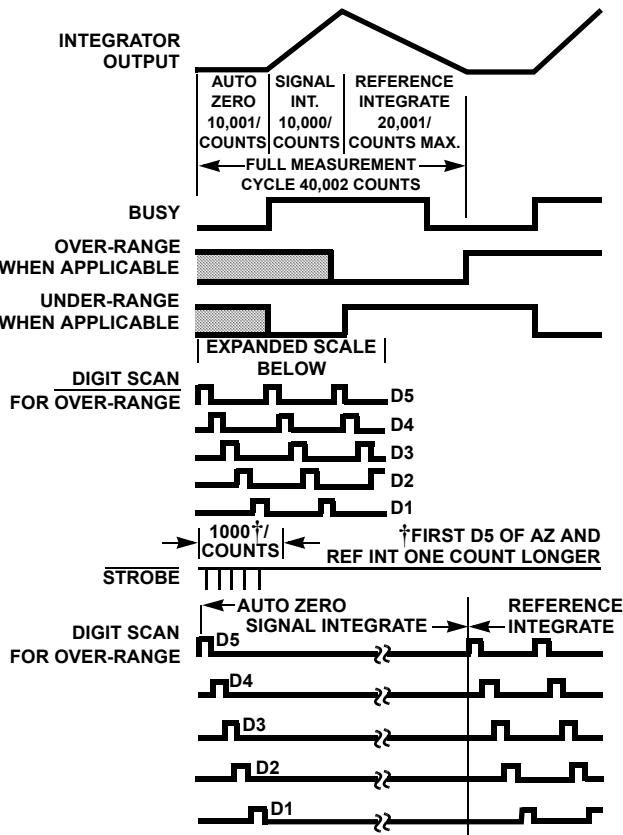 INTEGRATOR
OUTPUT
AUTO
ZERO
10,001/
COUNTS
SIGNAL
INT.
10,000/
COUNTS
REFERENCE
INTEGRATE
20,001/
COUNTS MAX.
FULL MEASUREMENT
CYCLE 40,002 COUNTS
BUSY
OVER-RANGE
WHEN APPLICABLE
UNDER-RANGE
WHEN APPLICABLE
EXPANDED SCALE
BELOW
DIGIT SCAN
FOR OVER-RANGE
D5
D4
D3
D2
D1
1000†/
COUNTS
†FIRST D5 OF AZ AND
REF INT ONE COUNT LONGER
STROBE
AUTO ZERO
SIGNAL INTEGRATE
REFERENCE
INTEGRATE
DIGIT SCAN
FOR OVER-RANGE
D5
D4
D3
D2
D1